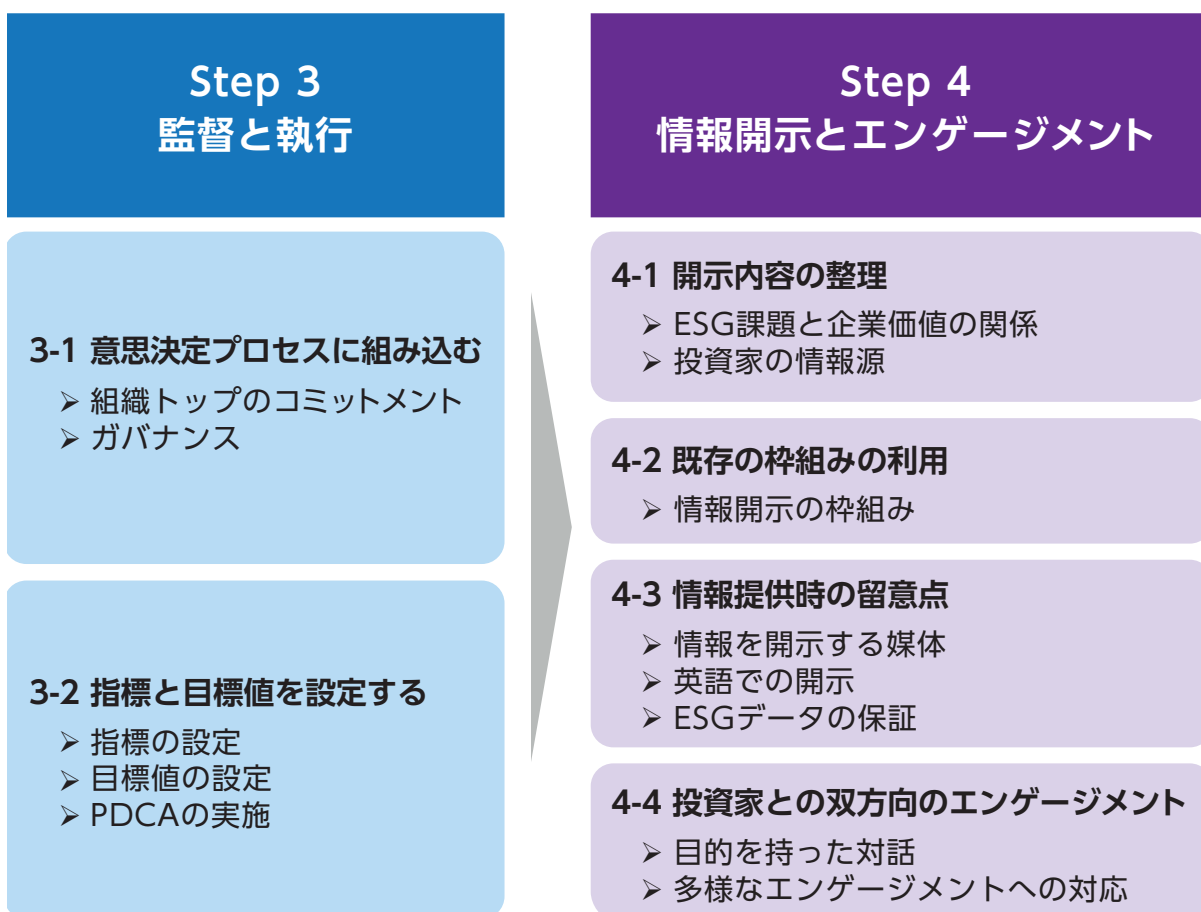 Step 3
監督と執行
3-1 意思決定プロセスに組み込む
➢ 組織トップのコミットメント
➢ ガバナンス
3-2 指標と目標値を設定する
➢ 指標の設定
➢ 目標値の設定
➢ PDCAの実施
Step 4
情報開示とエンゲージメント
4-1 開示内容の整理
➢ ESG課題と企業価値の関係
➢ 投資家の情報源
4-2 既存の枠組みの利用
➢ 情報開示の枠組み
4-3 情報提供時の留意点
➢ 情報を開示する媒体
➢ 英語での開示
➢ ESGデータの保証
4-4 投資家との双方向のエンゲージメント
➢ 目的を持った対話
➢ 多様なエンゲージメントへの対応